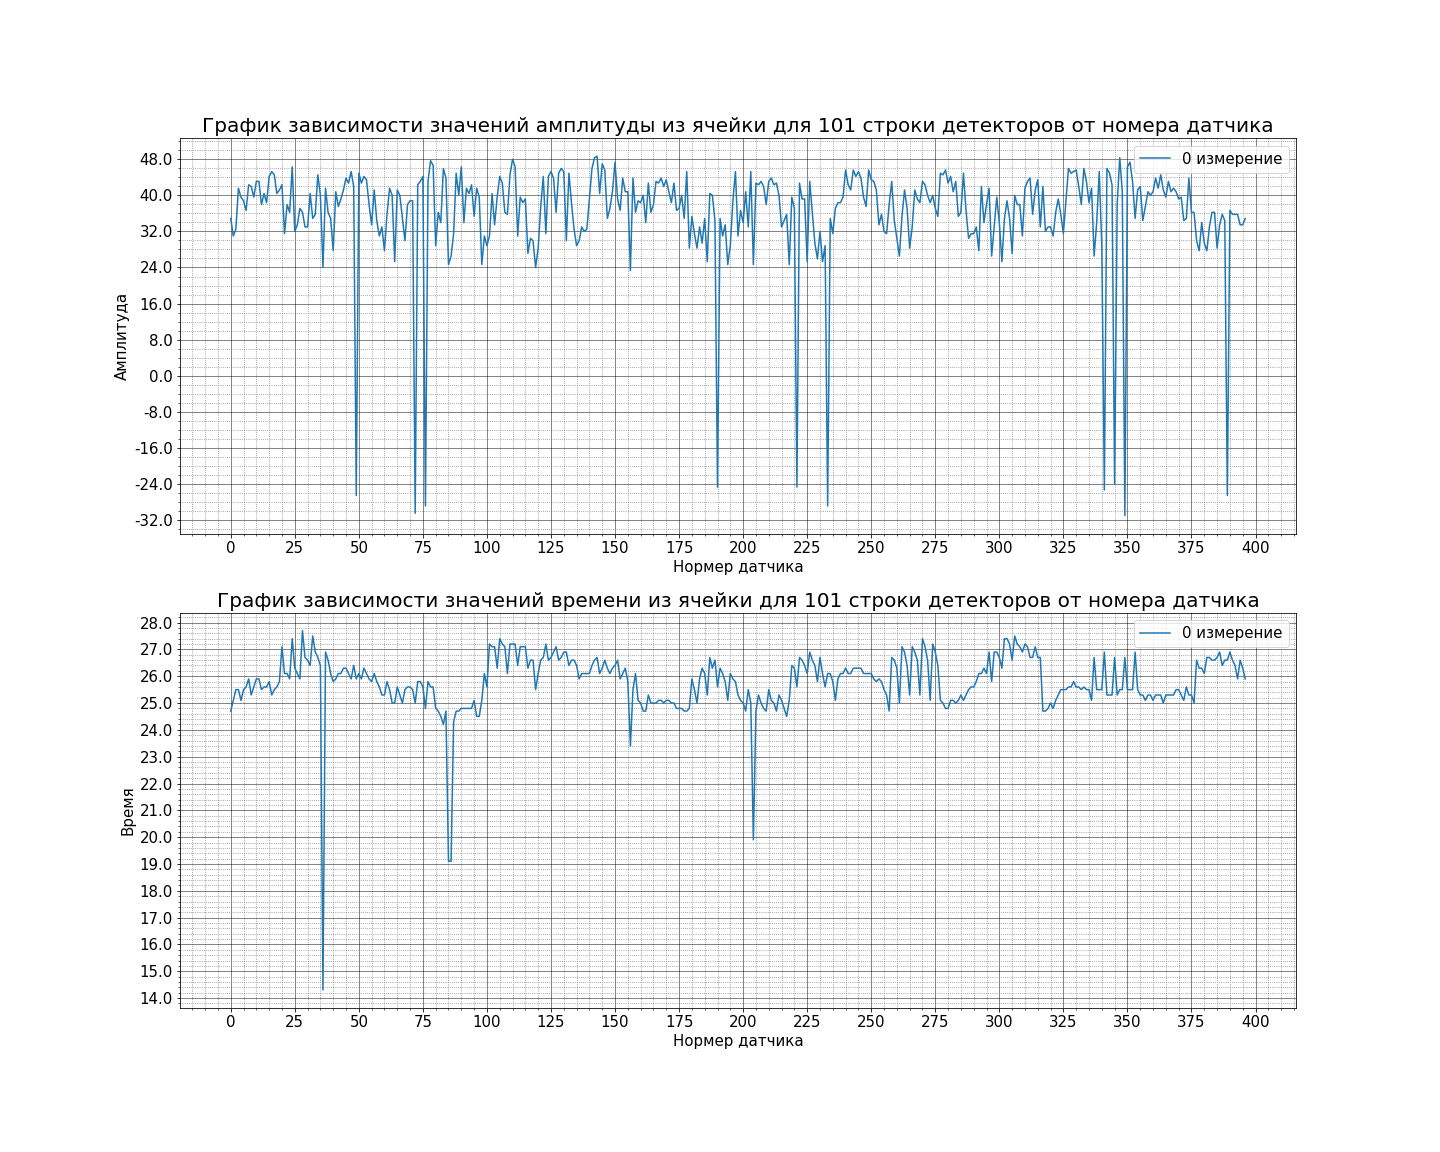 График зависимости значений амплитуды из ячейки для 101 строки детекторов от номера датчика
48.0
40.0
32.0
24.0
16.0
8.0
0.0
-8.0
-16.0
-24.0
-32.0
Амплитуда
0 измерение
0 25 50 75 100 125 150 175 200 225 250 275 300 325 350 375 400
Нормер датчика
График зависимости значений времени из ячейки для 101 строки детекторов от номера датчика
28.0
27.0
26.0
25.0
24.0
23.0
22.0
21.0
20.0
19.0
18.0
17.0
16.0
15.0
14.0
Время
0 измерение
0 25 50 75 100 125 150 175 200 225 250 275 300 325 350 375 400
Нормер датчика